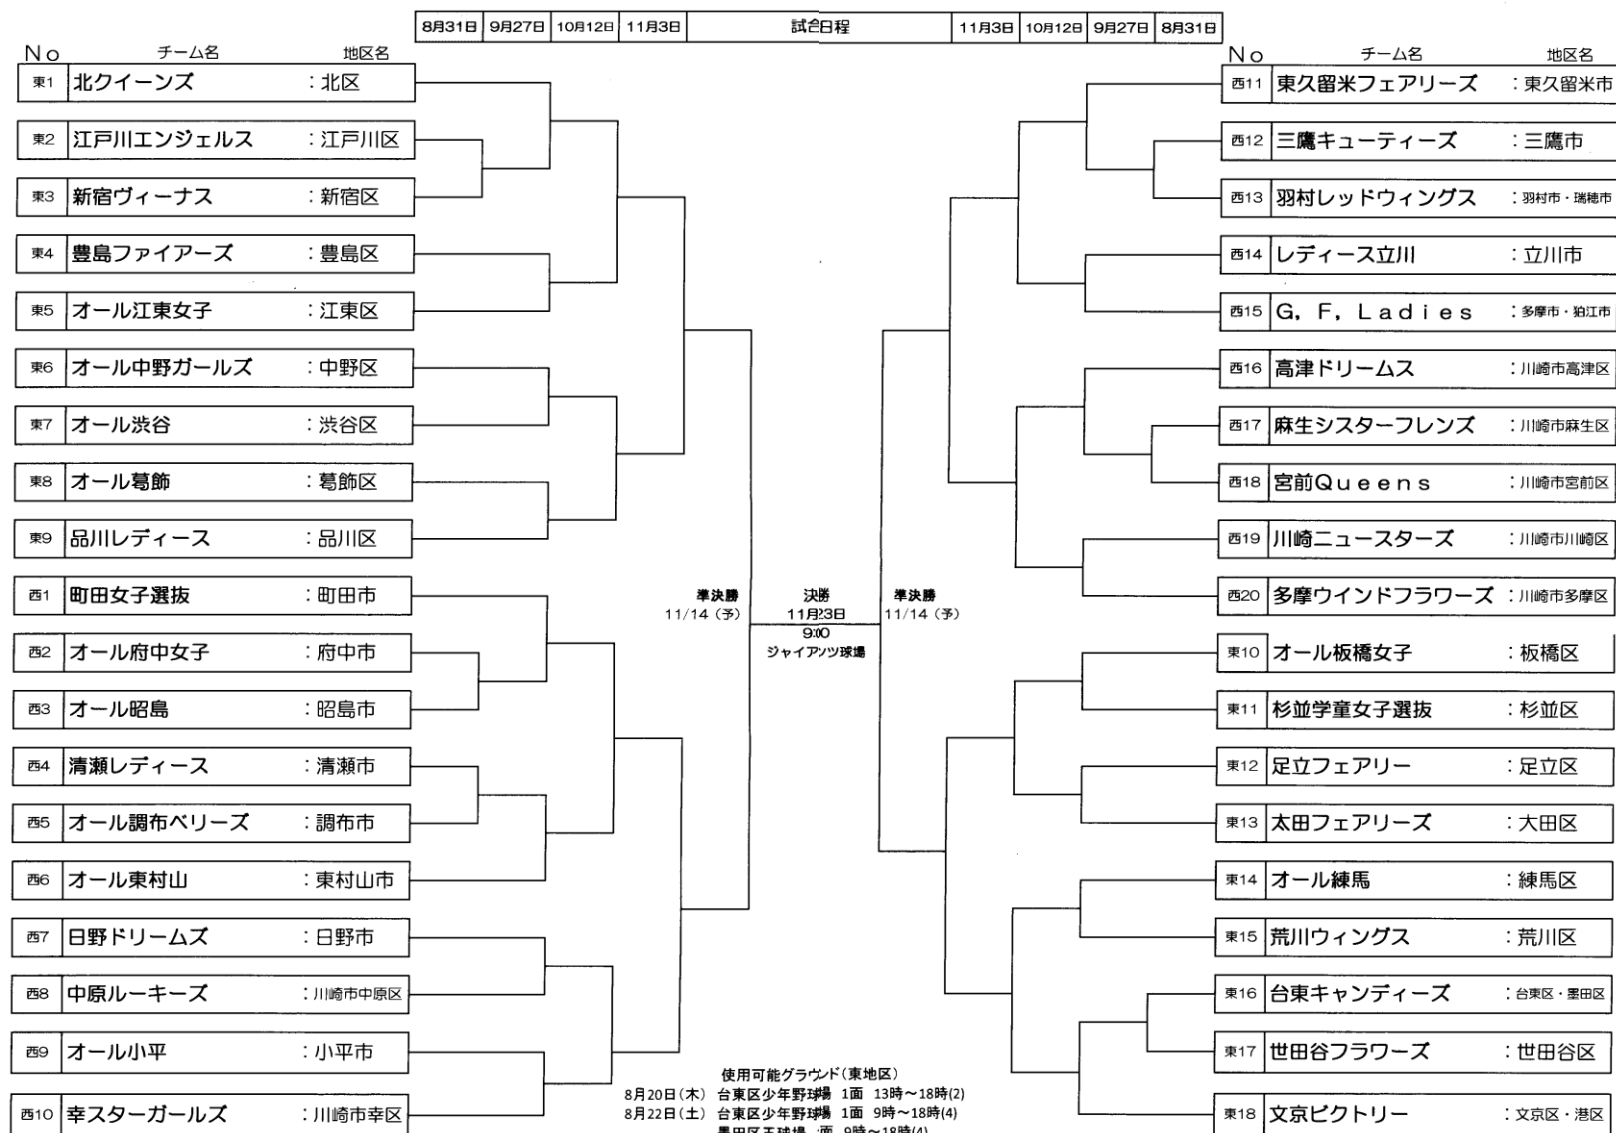 8月31日 9月27日 10月12日 11月3日 試合日程 11月3日 10月12日 9月27日 8月31日
No チーム名 地区名
東1 北クイーンズ ：北区
東2 江戸川エンジェルス ：江戸川区
東3 新宿ヴィーナス ：新宿区
東4 豊島ファイアーズ ：豊島区
東5 オール江東女子 ：江東区
東6 オール中野ガールズ ：中野区
東7 オール渋谷 ：渋谷区
東8 オール葛飾 ：葛飾区
東9 品川レディース ：品川区
西1 町田女子選抜 ：町田市
西2 オール府中女子 ：府中市
西3 オール昭島 ：昭島市
西4 清瀬レディース ：清瀬市
西5 オール調布ベリーズ ：調布市
西6 オール東村山 ：東村山市
西7 日野ドリームズ ：日野市
西8 中原ルーキーズ ：川崎市中原区
西9 オール小平 ：小平市
西10 幸スターガールズ ：川崎市幸区
準決勝
11/14（予）
決勝
11月23日
9:00
ジャイアンツ球場
準決勝
11/14（予）
No チーム名 地区名
西11 東久留米フェアリーズ ：東久留米市
西12 三鷹キューティーズ ：三鷹市
西13 羽村レッドウィングス ：羽村市・瑞穂市
西14 レディース立川 ：立川市
西15 G，F，Ladies ：多摩市・狛江市
西16 高津ドリームス ：川崎市高津区
西17 麻生シスターフレンズ ：川崎市麻生区
西18 宮前Queens ：川崎市宮前区
西19 川崎ニュースターズ ：川崎市川崎区
西20 多摩ウインドフラワーズ ：川崎市多摩区
東10 オール板橋女子 ：板橋区
東11 杉並学童女子選抜 ：杉並区
東12 足立フェアリー ：足立区
東13 太田フェアリーズ ：大田区
東14 オール練馬 ：練馬区
東15 荒川ウィングス ：荒川区
東16 台東キャンディーズ ：台東区・墨田区
東17 世田谷フラワーズ ：世田谷区
東18 文京ビクトリー ：文京区・港区
使用可能グラウンド（東地区）
8月20日（木） 台東区少年野球場 1面 13時～18時(2)
8月22日（土） 台東区少年野球場 1面 9時～18時(4)
面 9時～18時(4)